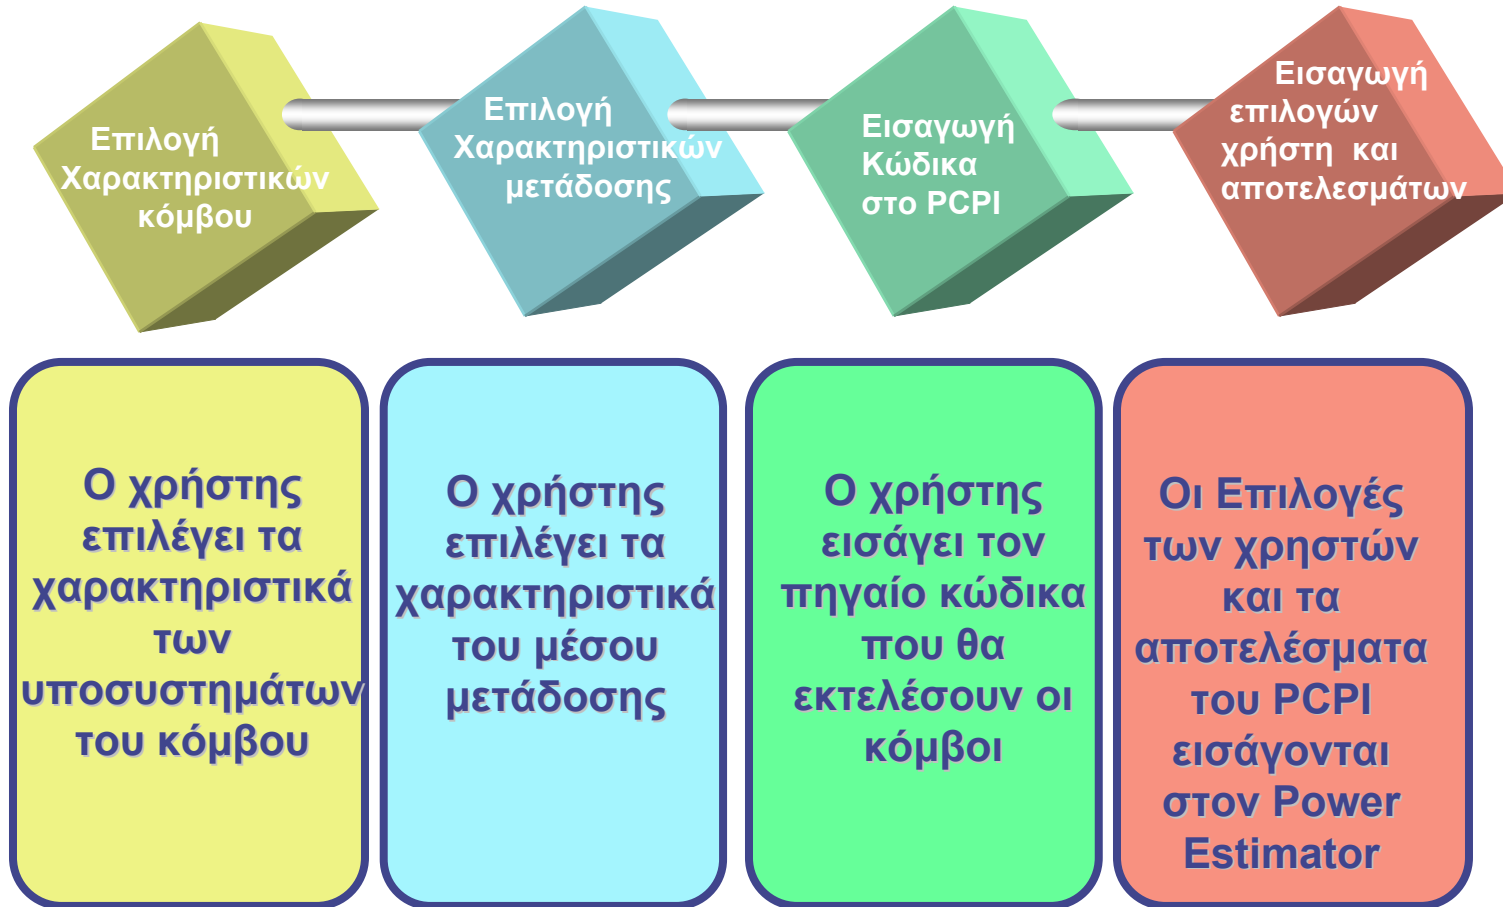 Επιλογή
Χαρακτηριστικών
κόμβου
Επιλογή
Χαρακτηριστικών
μετάδοσης
Εισαγωγή
Κώδικα
στο PCPI
Εισαγωγή
επιλογών
χρήστη και
αποτελεσμάτων
Ο χρήστης
επιλέγει τα
χαρακτηριστικά
των
υποσυστημάτων
του κόμβου
Ο χρήστης
επιλέγει τα
χαρακτηριστικά
του μέσου
μετάδοσης
Ο χρήστης
εισάγει τον
πηγαίο κώδικα
που θα
εκτελέσουν οι
κόμβοι
Οι Επιλογές
των χρηστών
και τα
αποτελέσματα
του PCPI
εισάγονται
στον Power
Estimator